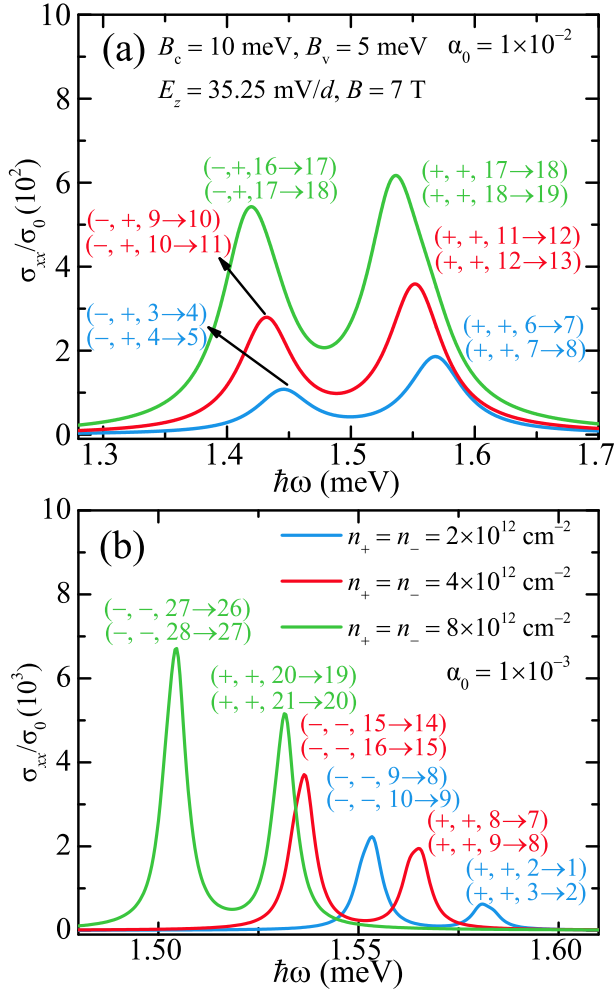 10
(a) B_c = 10 meV, B_v = 5 meV α_0 = 1×10^{-2}
E_z = 35.25 mV/d, B = 7 T
8
σ_xx/σ_0 (10^2)
6
(−,+,16→17)
(−,+,17→18)
(+, +, 17→18)
(+, +, 18→19)
(−, +, 9→10)
(−, +, 10→11)
(+, +, 11→12)
(+, +, 12→13)
4
(−, +, 3→4)
(−, +, 4→5)
(+, +, 6→7)
(+, +, 7→8)
2
0
1.3 1.4 1.5 1.6 1.7
ħω (meV)
10
(b) n_+ = n_− = 2×10^{12} cm^{−2}
n_+ = n_− = 4×10^{12} cm^{−2}
n_+ = n_− = 8×10^{12} cm^{−2}
α_0 = 1×10^{-3}
8
σ_xx/σ_0 (10^3)
(−, −, 27→26)
(−, −, 28→27)
6
(+, +, 20→19)
(+, +, 21→20)
(−, −, 15→14)
(−, −, 16→15)
4
(−, −, 9→8)
(−, −, 10→9)
(+, +, 8→7)
(+, +, 9→8)
2
(+, +, 2→1)
(+, +, 3→2)
0
1.50 1.55 1.60
ħω (meV)